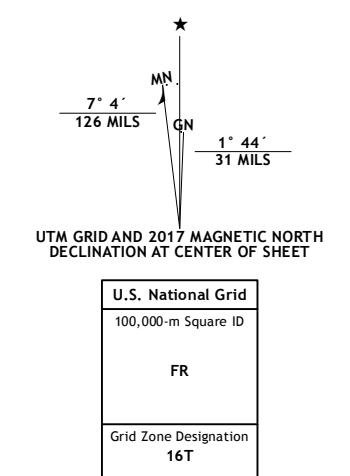 ★
MN
7° 4´
126 MILS
GN
1° 44´
31 MILS
UTM GRID AND 2017 MAGNETIC NORTH
DECLINATION AT CENTER OF SHEET
U.S. National Grid
100,000-m Square ID
FR
Grid Zone Designation
16T